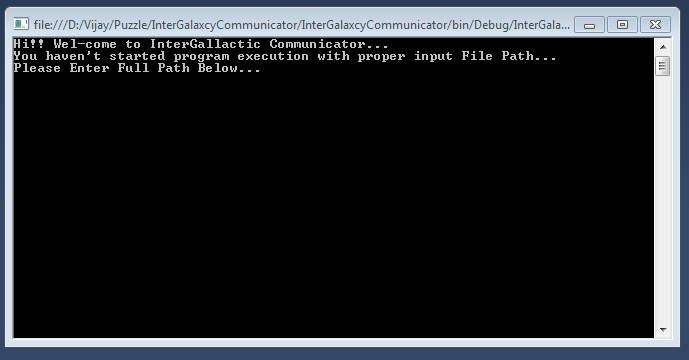 file:///D:/Vijay/Puzzle/InterGalaxcyCommunicator/InterGalaxcyCommunicator/bin/Debug/InterGala...
Hi!! Wel-come to InterGallactic Communicator...
You haven't started program execution with proper input File Path...
Please Enter Full Path Below...